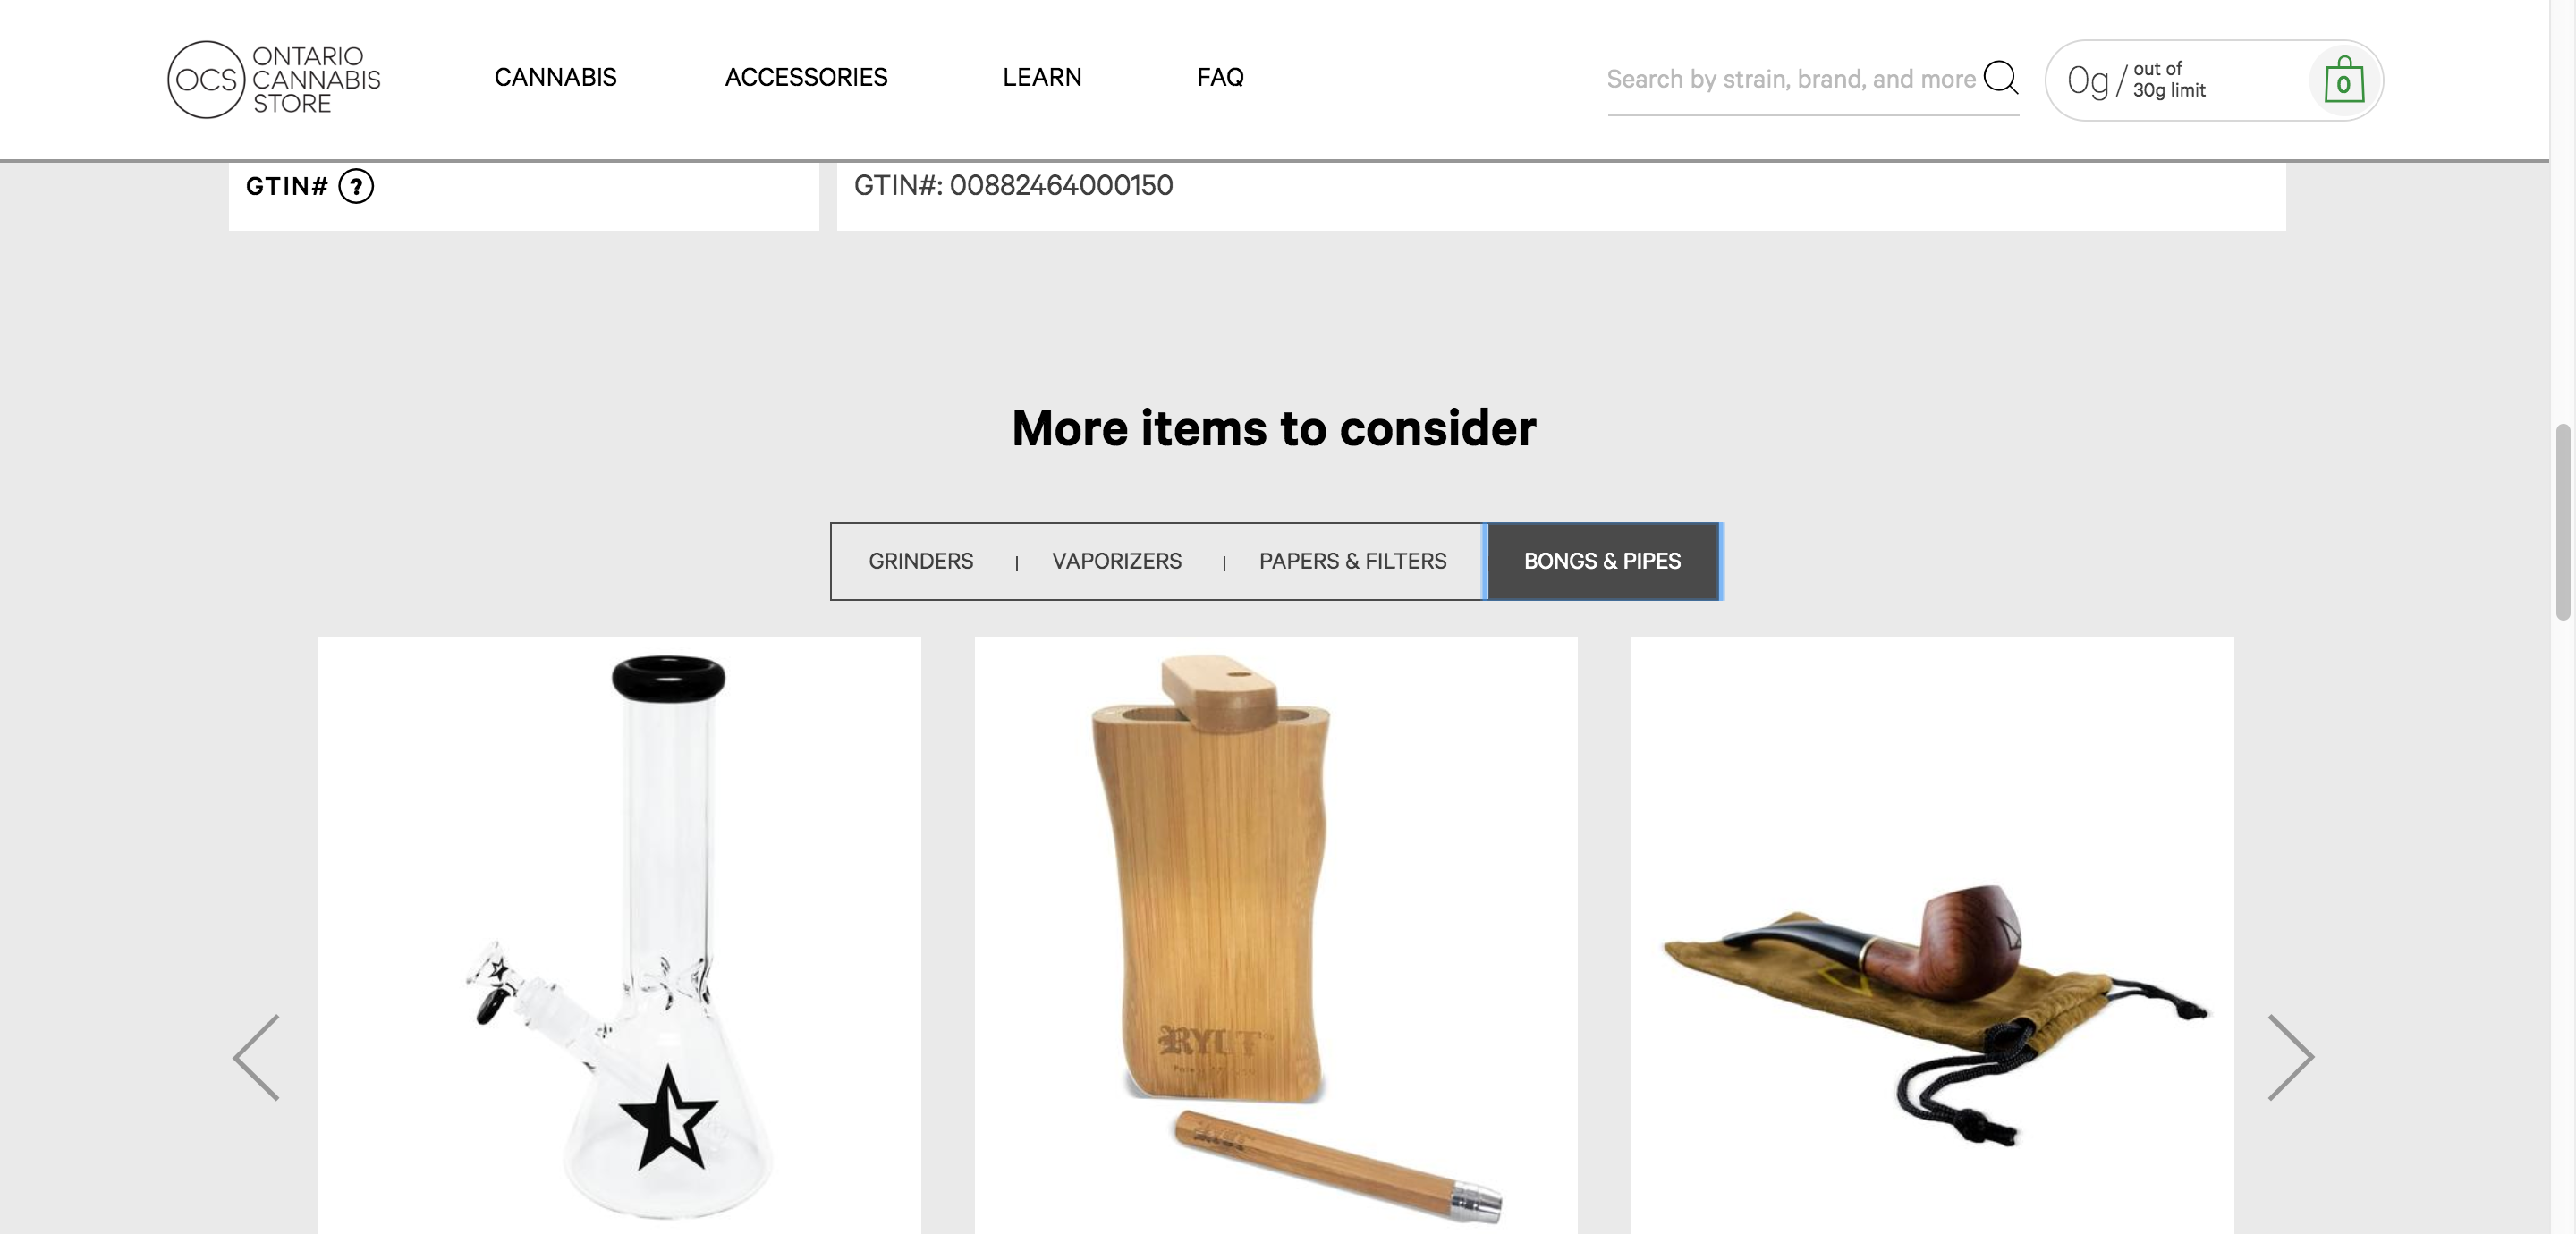 OCS
ONTARIO
CANNABIS
STORE
CANNABIS
ACCESSORIES
LEARN
FAQ
Search by strain, brand, and more
0g / out of
30g limit
0
GTIN# ?
GTIN#: 00882464000150
More items to consider
GRINDERS | VAPORIZERS | PAPERS & FILTERS BONGS & PIPES
RYOT
RYOT